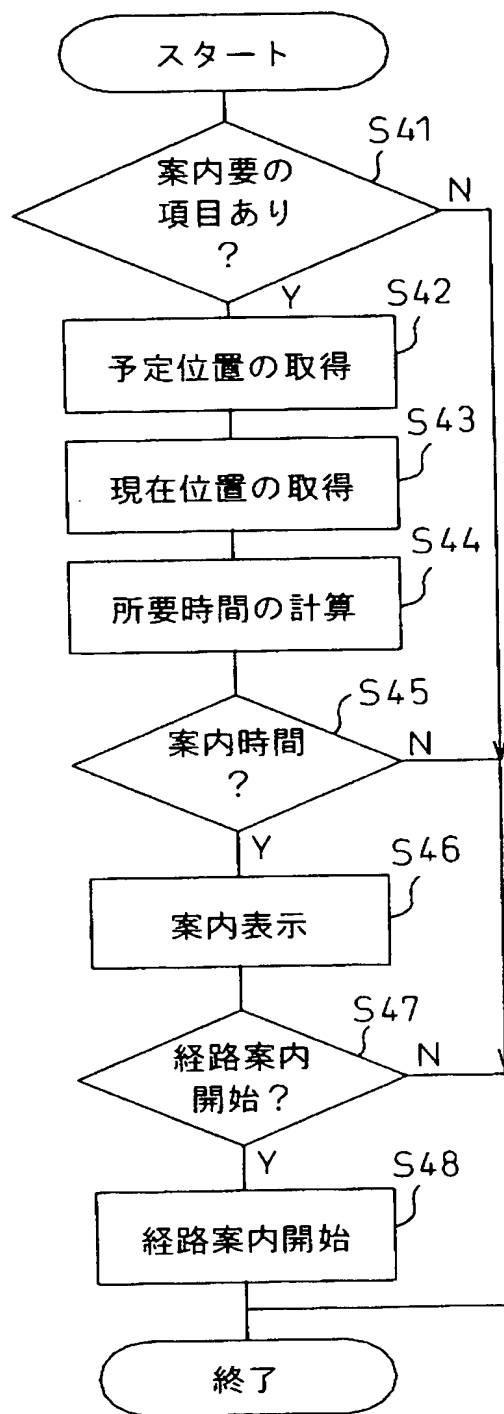 スタート
S41
案内要の
項目あり
?
N
Y
S42
予定位置の取得
S43
現在位置の取得
S44
所要時間の計算
S45
案内時間
?
N
Y
S46
案内表示
S47
経路案内
開始?
N
Y
S48
経路案内開始
終了